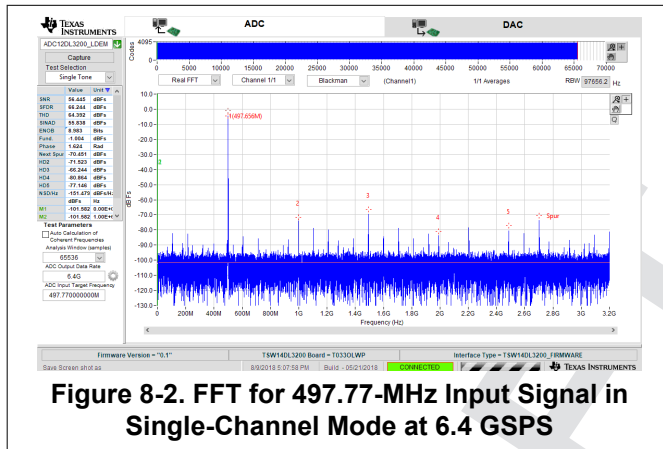 TEXAS INSTRUMENTS
ADC
DAC
ADC12DL3200_LDEM
Capture
Test Selection
Single Tone
Value Unit
SNR 56.445 dBFs
SFDR 66.244 dBFs
THD 64.392 dBFs
SINAD 55.838 dBFs
ENOB 8.983 Bits
Fund. -1.004 dBFs
Phase 1.624 Rad
Next Spur -70.451 dBFs
HD2 -71.523 dBFs
HD3 -66.244 dBFs
HD4 -80.864 dBFs
HD5 -77.146 dBFs
NSD/Hz -151.479 dBFs/H
dBFs Hz
M1 -101.582 0.00E+
M2 -101.582 1.00E+
Test Parameters
Auto Calculation of
Coherent Frequencies
Analysis Window (samples)
65536
ADC Output Data Rate
6.4G
ADC Input Target Frequency
497.770000000M
Codes
4095
0
0 5000 10000 15000 20000 25000 30000 35000 40000 45000 50000 55000 60000 65000 70000
Real FFT Channel 1/1 Blackman (Channel1) 1/1 Averages RBW 97656.2 Hz
dBFs
10.0
0.0
-10.0
-20.0
-30.0
-40.0
-50.0
-60.0
-70.0
-80.0
-90.0
-100.0
-110.0
-120.0
-130.0
1(497.656M)
3
2
3
4
5
Spur
0 200M 400M 600M 800M 1G 1.2G 1.4G 1.6G 1.8G 2G 2.2G 2.4G 2.6G 2.8G 3G 3.2G
Frequency (Hz)
Firmware Version = "0.1" TSW14DL3200 Board = T033OLWP Interface Type = TSW14DL3200_FIRMWARE
Save Screen shot as 8/9/2018 5:07:58 PM Build - 05/21/2018 CONNECTED TEXAS INSTRUMENTS
Figure 8-2. FFT for 497.77-MHz Input Signal in
Single-Channel Mode at 6.4 GSPS